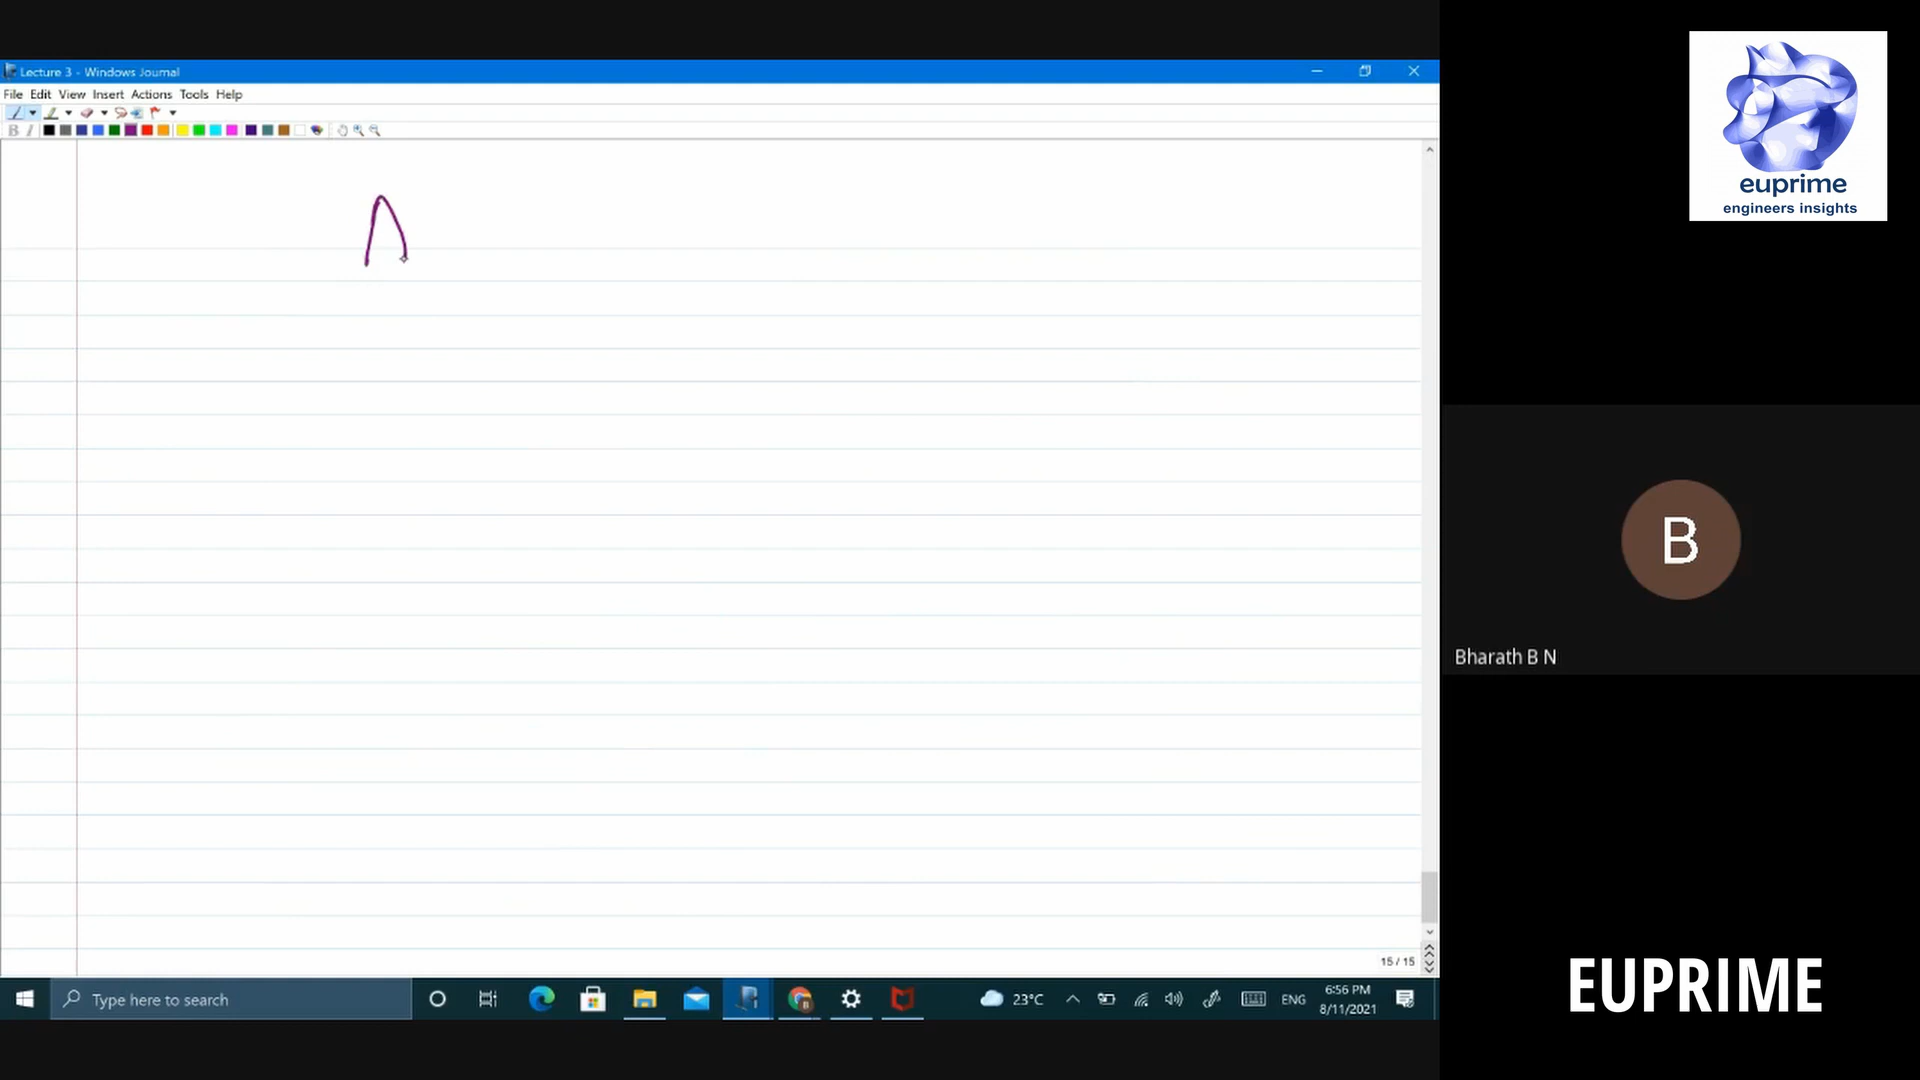 Lecture 3 - Windows Journal
File Edit View Insert Actions Tools Help
B I
15 / 15
Type here to search
23°C
ENG
6:56 PM
8/11/2021
euprime
engineers insights
B
Bharath B N
EUPRIME